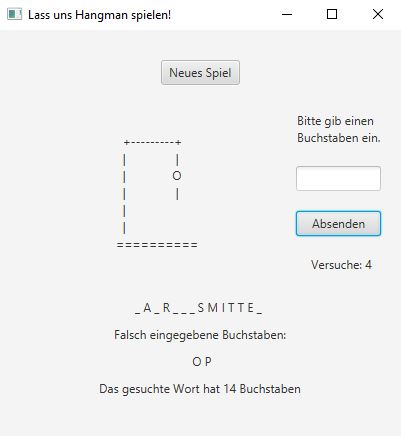 Lass uns Hangman spielen!
Neues Spiel
Bitte gib einen
Buchstaben ein.
+---------+
|         |
|         O
|         |
|
|
==========
Absenden
Versuche: 4
_ A _ R _ _ _ S M I T T E _
Falsch eingegebene Buchstaben:
O P
Das gesuchte Wort hat 14 Buchstaben